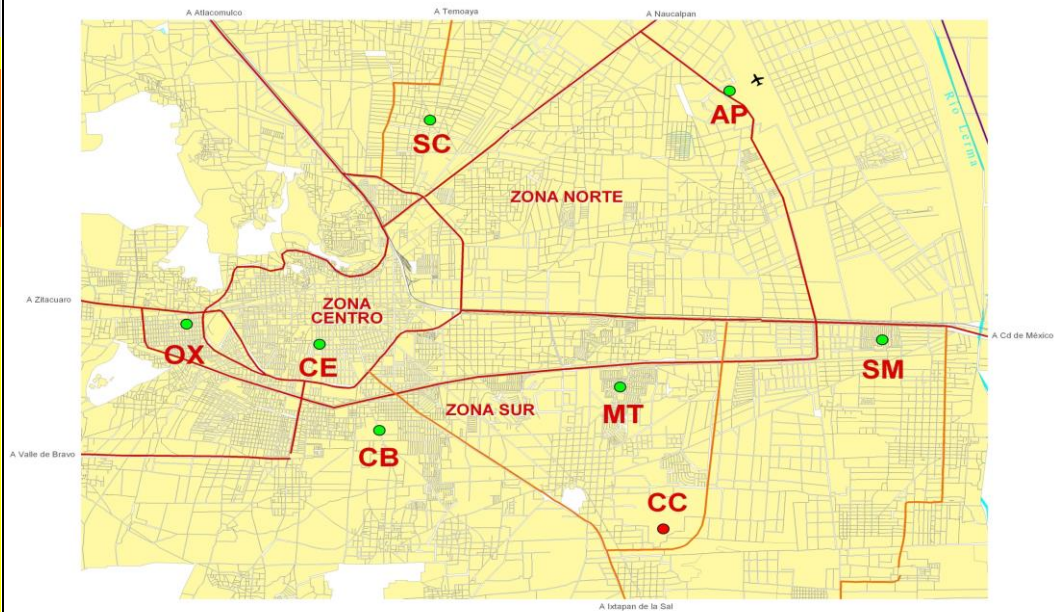 A Atlacomulco
A Temoaya
A Naucalpan
AP
SC
Río Lerma
ZONA NORTE
A Zitacuaro
ZONA
CENTRO
A Cd de México
OX
CE
SM
MT
ZONA SUR
CB
A Valle de Bravo
CC
A Ixtapan de la Sal